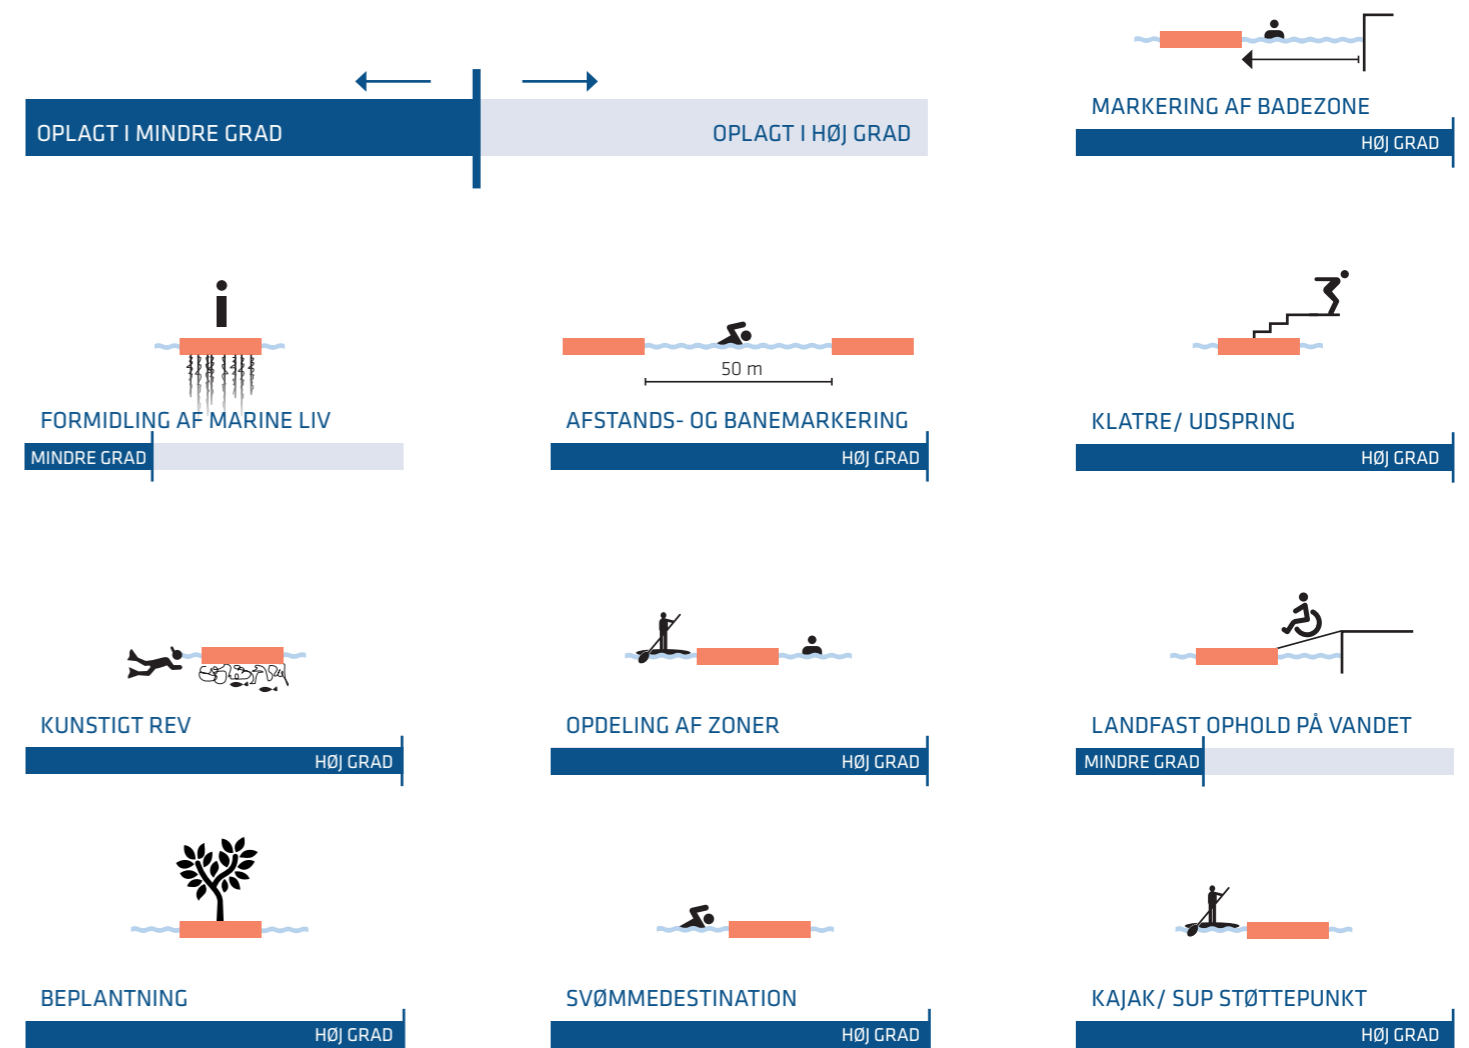 OPLAGT I MINDRE GRAD
OPLAGT I HØJ GRAD
MARKERING AF BADEZONE
HØJ GRAD
i
FORMIDLING AF MARINE LIV
MINDRE GRAD
50 m
AFSTANDS- OG BANEMARKERING
HØJ GRAD
KLATRE/ UDSPRING
HØJ GRAD
KUNSTIGT REV
HØJ GRAD
OPDELING AF ZONER
HØJ GRAD
LANDFAST OPHOLD PÅ VANDET
MINDRE GRAD
BEPLANTNING
HØJ GRAD
SVØMMEDESTINATION
HØJ GRAD
KAJAK/ SUP STØTTEPUNKT
HØJ GRAD